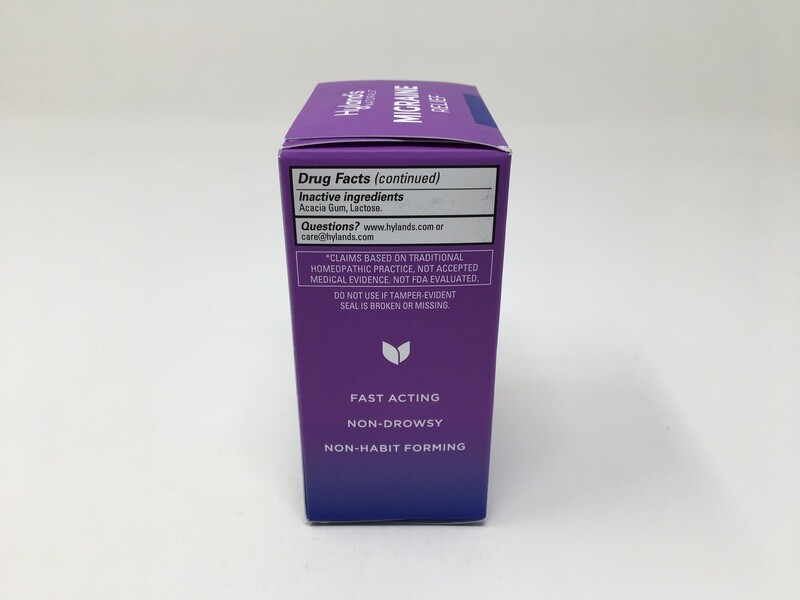 Hyland's
NATURALS
MIGRAINE
RELIEF
Drug Facts (continued)
Inactive ingredients
Acacia Gum, Lactose.
Questions? www.hylands.com or
care@hylands.com
*CLAIMS BASED ON TRADITIONAL
HOMEOPATHIC PRACTICE, NOT ACCEPTED
MEDICAL EVIDENCE. NOT FDA EVALUATED.
DO NOT USE IF TAMPER-EVIDENT
SEAL IS BROKEN OR MISSING.
FAST ACTING
NON-DROWSY
NON-HABIT FORMING